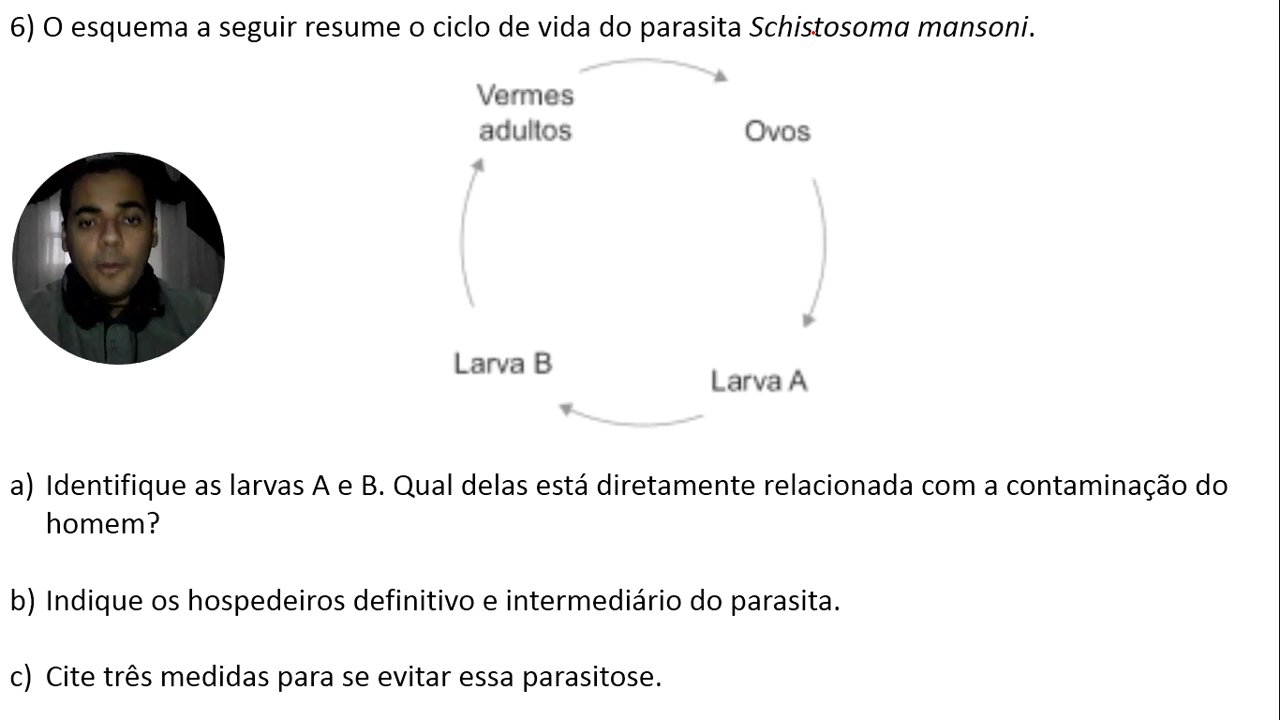 6) O esquema a seguir resume o ciclo de vida do parasita Schistosoma mansoni.
Vermes
adultos
Ovos
Larva B
Larva A
a) Identifique as larvas A e B. Qual delas está diretamente relacionada com a contaminação do
homem?
b) Indique os hospedeiros definitivo e intermediário do parasita.
c) Cite três medidas para se evitar essa parasitose.